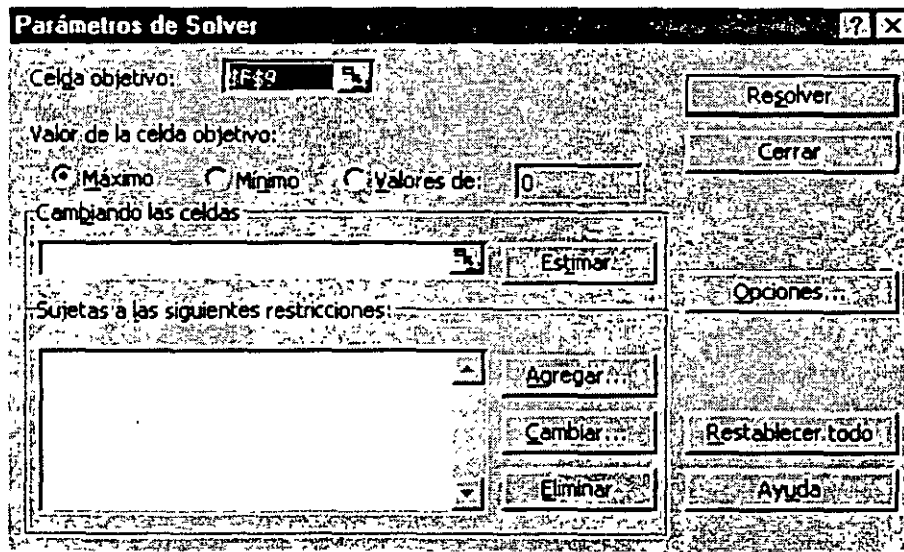 Parámetros de Solver
Celda objetivo: $F$9
Resolver
Valor de la celda objetivo:
Cerrar
Máximo Mínimo Valores de: 0
Cambiando las celdas
Estimar
Opciones...
Sujetas a las siguientes restricciones:
Agregar...
Cambiar... Restablecer todo
Eliminar Ayuda